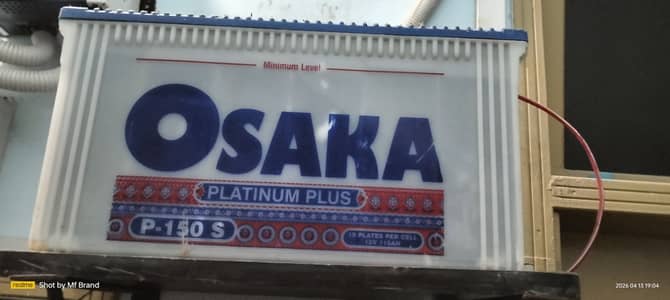 Minimum Level
OSAKA
PLATINUM PLUS
P-150 S
19 PLATES PER CELL
12V 115AH
realme Shot by Mf Brand
2026 04 13 19:04